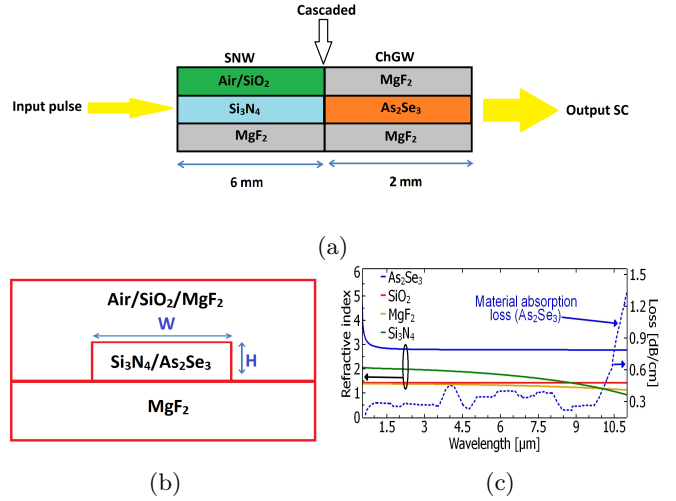 Cascaded
SNW
ChGW
Air/SiO₂
MgF₂
Input pulse
Si₃N₄
As₂Se₃
Output SC
MgF₂
MgF₂
6 mm
2 mm
(a)
Air/SiO₂/MgF₂
W
Si₃N₄/As₂Se₃
H
MgF₂
(b)
6
5
4
3
2
1
0
Refractive index
As₂Se₃
SiO₂
MgF₂
Si₃N₄
Material absorption
loss (As₂Se₃)
1.5
1.2
0.9
0.6
0.3
Loss [dB/cm]
1.5
3
4.5
6
7.5
9
10.5
Wavelength [µm]
(c)